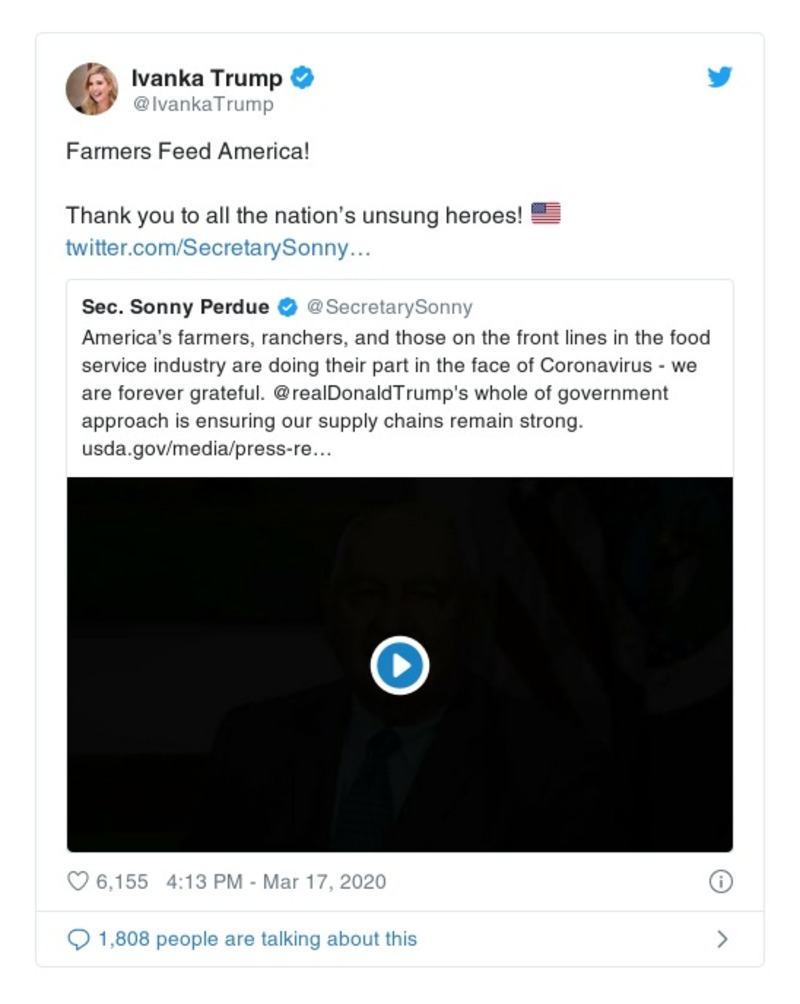 Ivanka Trump
@IvankaTrump
Farmers Feed America!
Thank you to all the nation’s unsung heroes! 🇺🇸
twitter.com/SecretarySonny…
Sec. Sonny Perdue @SecretarySonny
America’s farmers, ranchers, and those on the front lines in the food
service industry are doing their part in the face of Coronavirus - we
are forever grateful. @realDonaldTrump's whole of government
approach is ensuring our supply chains remain strong.
usda.gov/media/press-re…
6,155 4:13 PM - Mar 17, 2020
1,808 people are talking about this